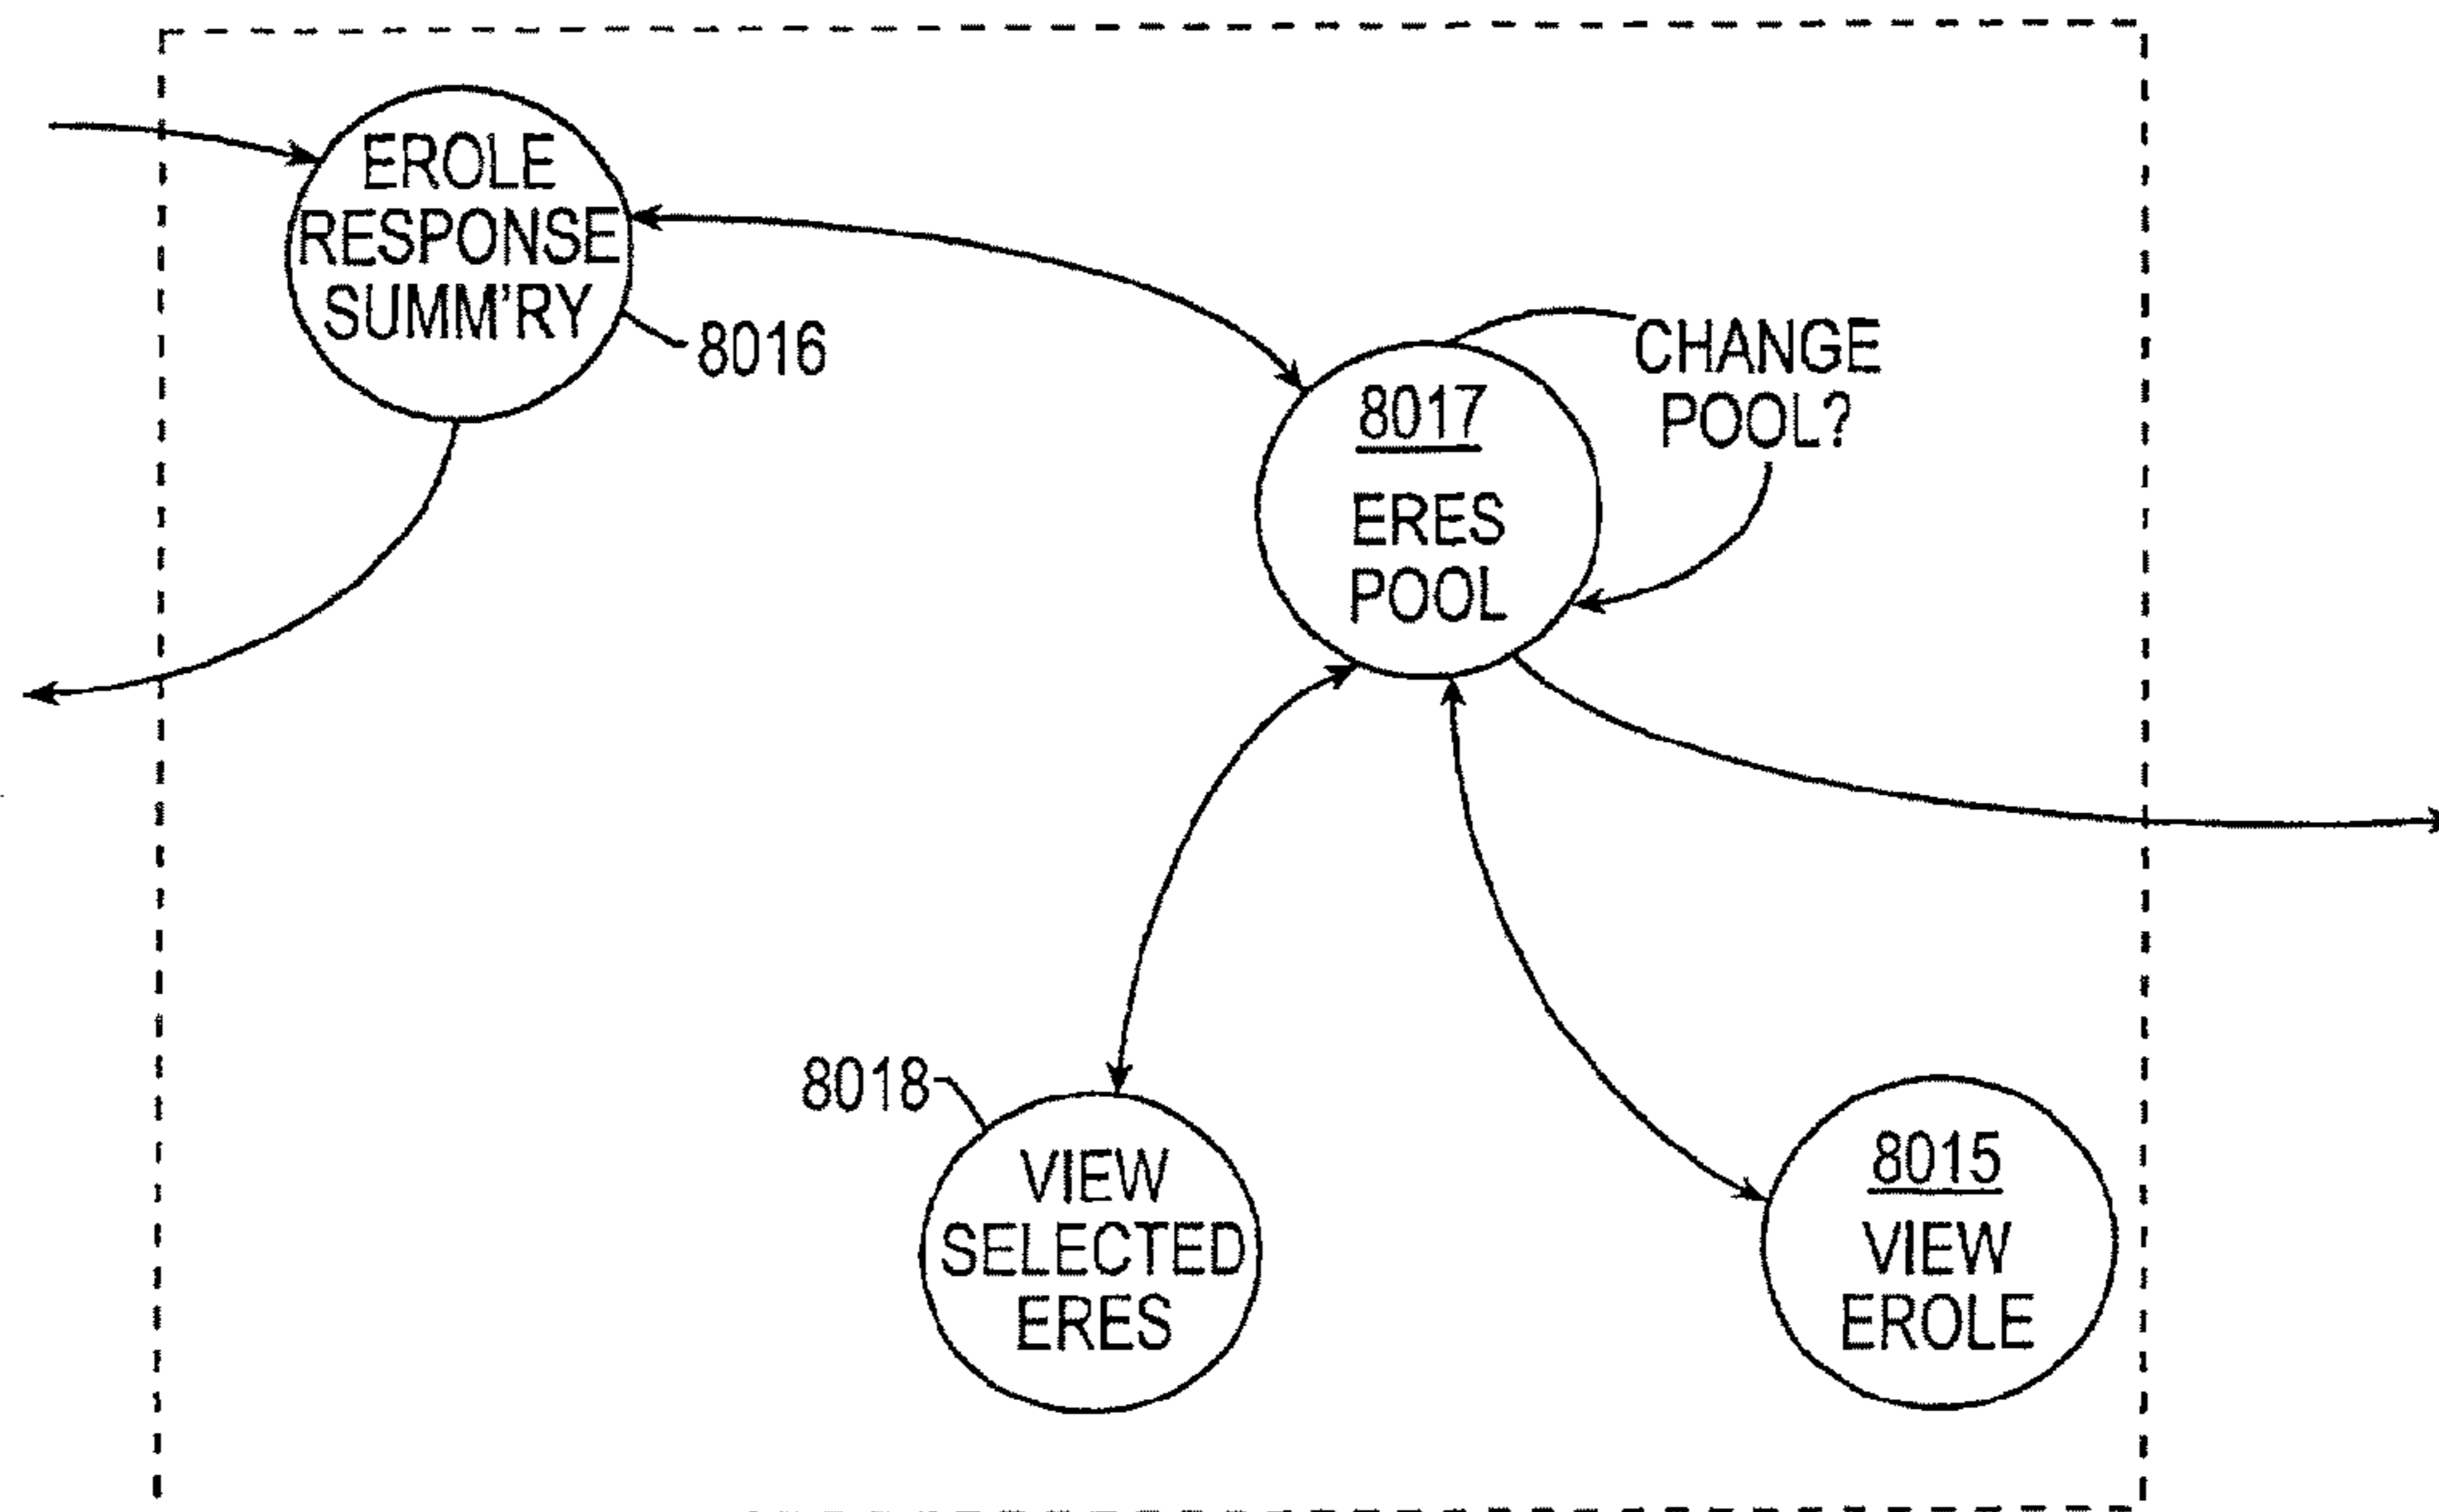 EROLE
RESPONSE
SUMM'RY
8016
CHANGE
POOL?
8017
ERES
POOL
8018
VIEW
SELECTED
ERES
8015
VIEW
EROLE